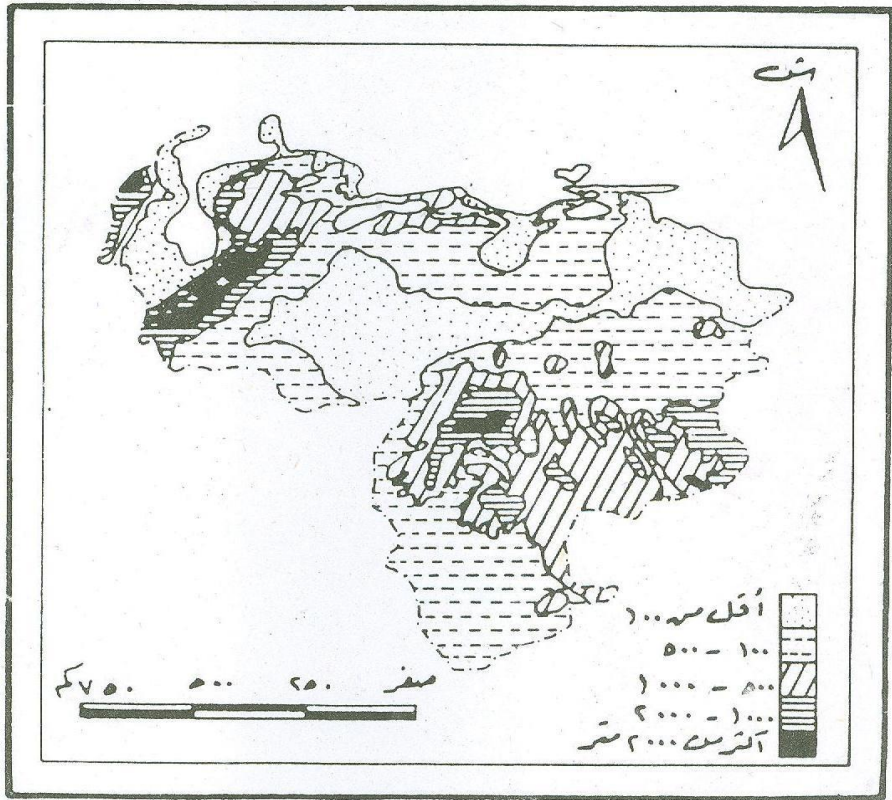 ش
أقل من ١٠٠
١٠٠ - ٥٠٠
٥٠٠ - ١٠٠٠
١٠٠٠ - ٢٠٠٠
أكثر من ٢٠٠٠ متر
صفر ٢٥٠ ٥٠٠ ٧٥٠ كم